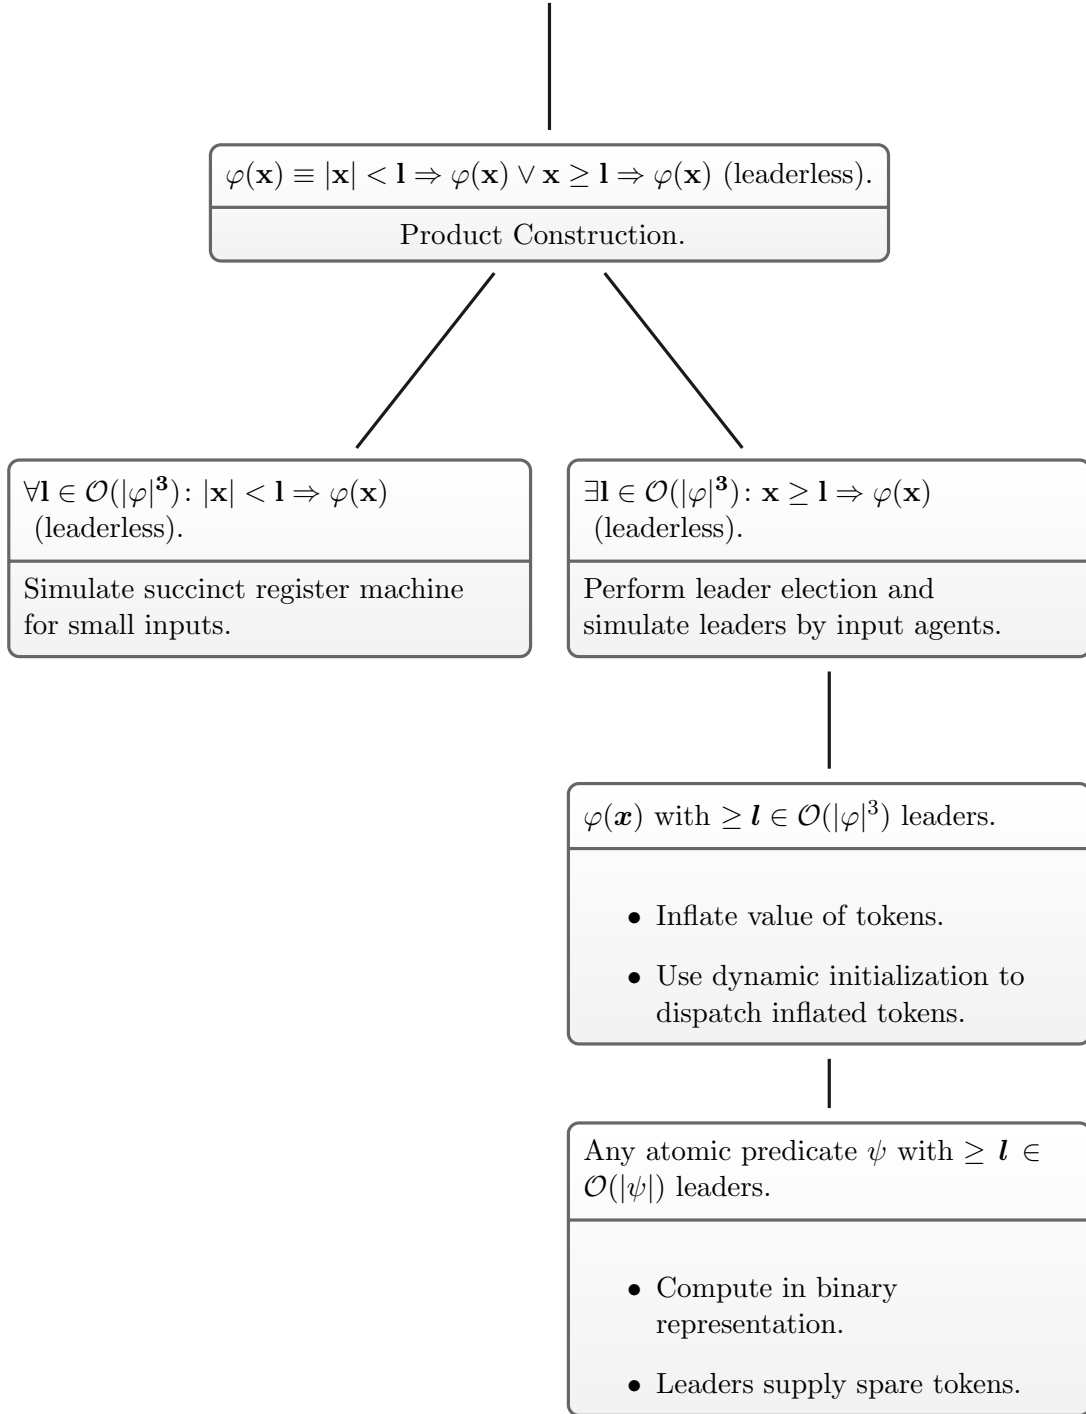 φ(𝐱) ≡ |𝐱| < 𝐥 ⇒ φ(𝐱) ∨ 𝐱 ≥ 𝐥 ⇒ φ(𝐱) (leaderless).
Product Construction.
∀𝐥 ∈ 𝒪(|φ|³): |𝐱| < 𝐥 ⇒ φ(𝐱)
(leaderless).
Simulate succinct register machine
for small inputs.
∃𝐥 ∈ 𝒪(|φ|³): 𝐱 ≥ 𝐥 ⇒ φ(𝐱)
(leaderless).
Perform leader election and
simulate leaders by input agents.
φ(𝒙) with ≥ 𝒍 ∈ 𝒪(|φ|³) leaders.
• Inflate value of tokens.
• Use dynamic initialization to
dispatch inflated tokens.
Any atomic predicate ψ with ≥ 𝒍 ∈
𝒪(|ψ|) leaders.
• Compute in binary
representation.
• Leaders supply spare tokens.